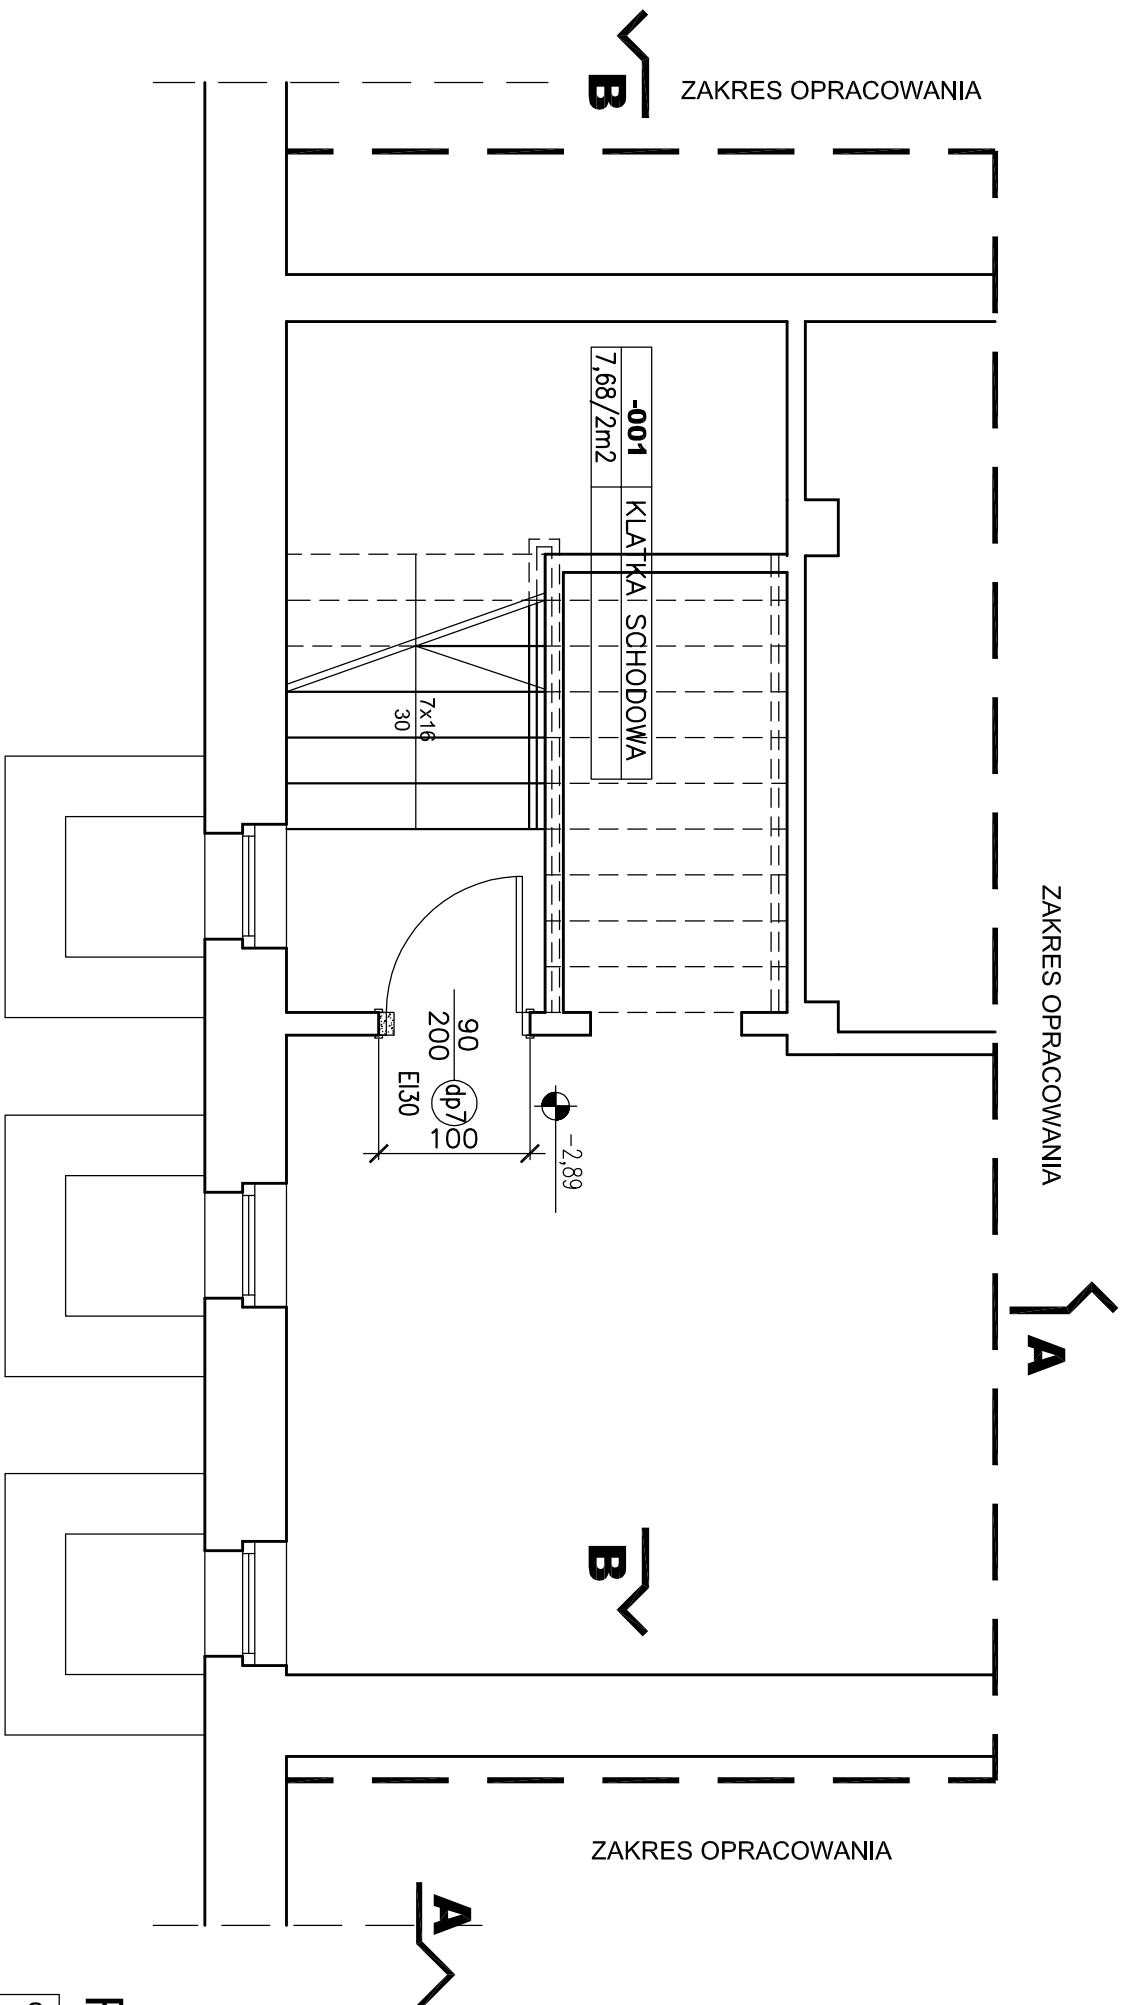 B
ZAKRES OPRACOWANIA
-001 KLATKA SCHODOWA
7,68/2m2
7x16
30
90
200
dp7
EI30
100
-2,89
ZAKRES OPRACOWANIA
A
B
ZAKRES OPRACOWANIA
A